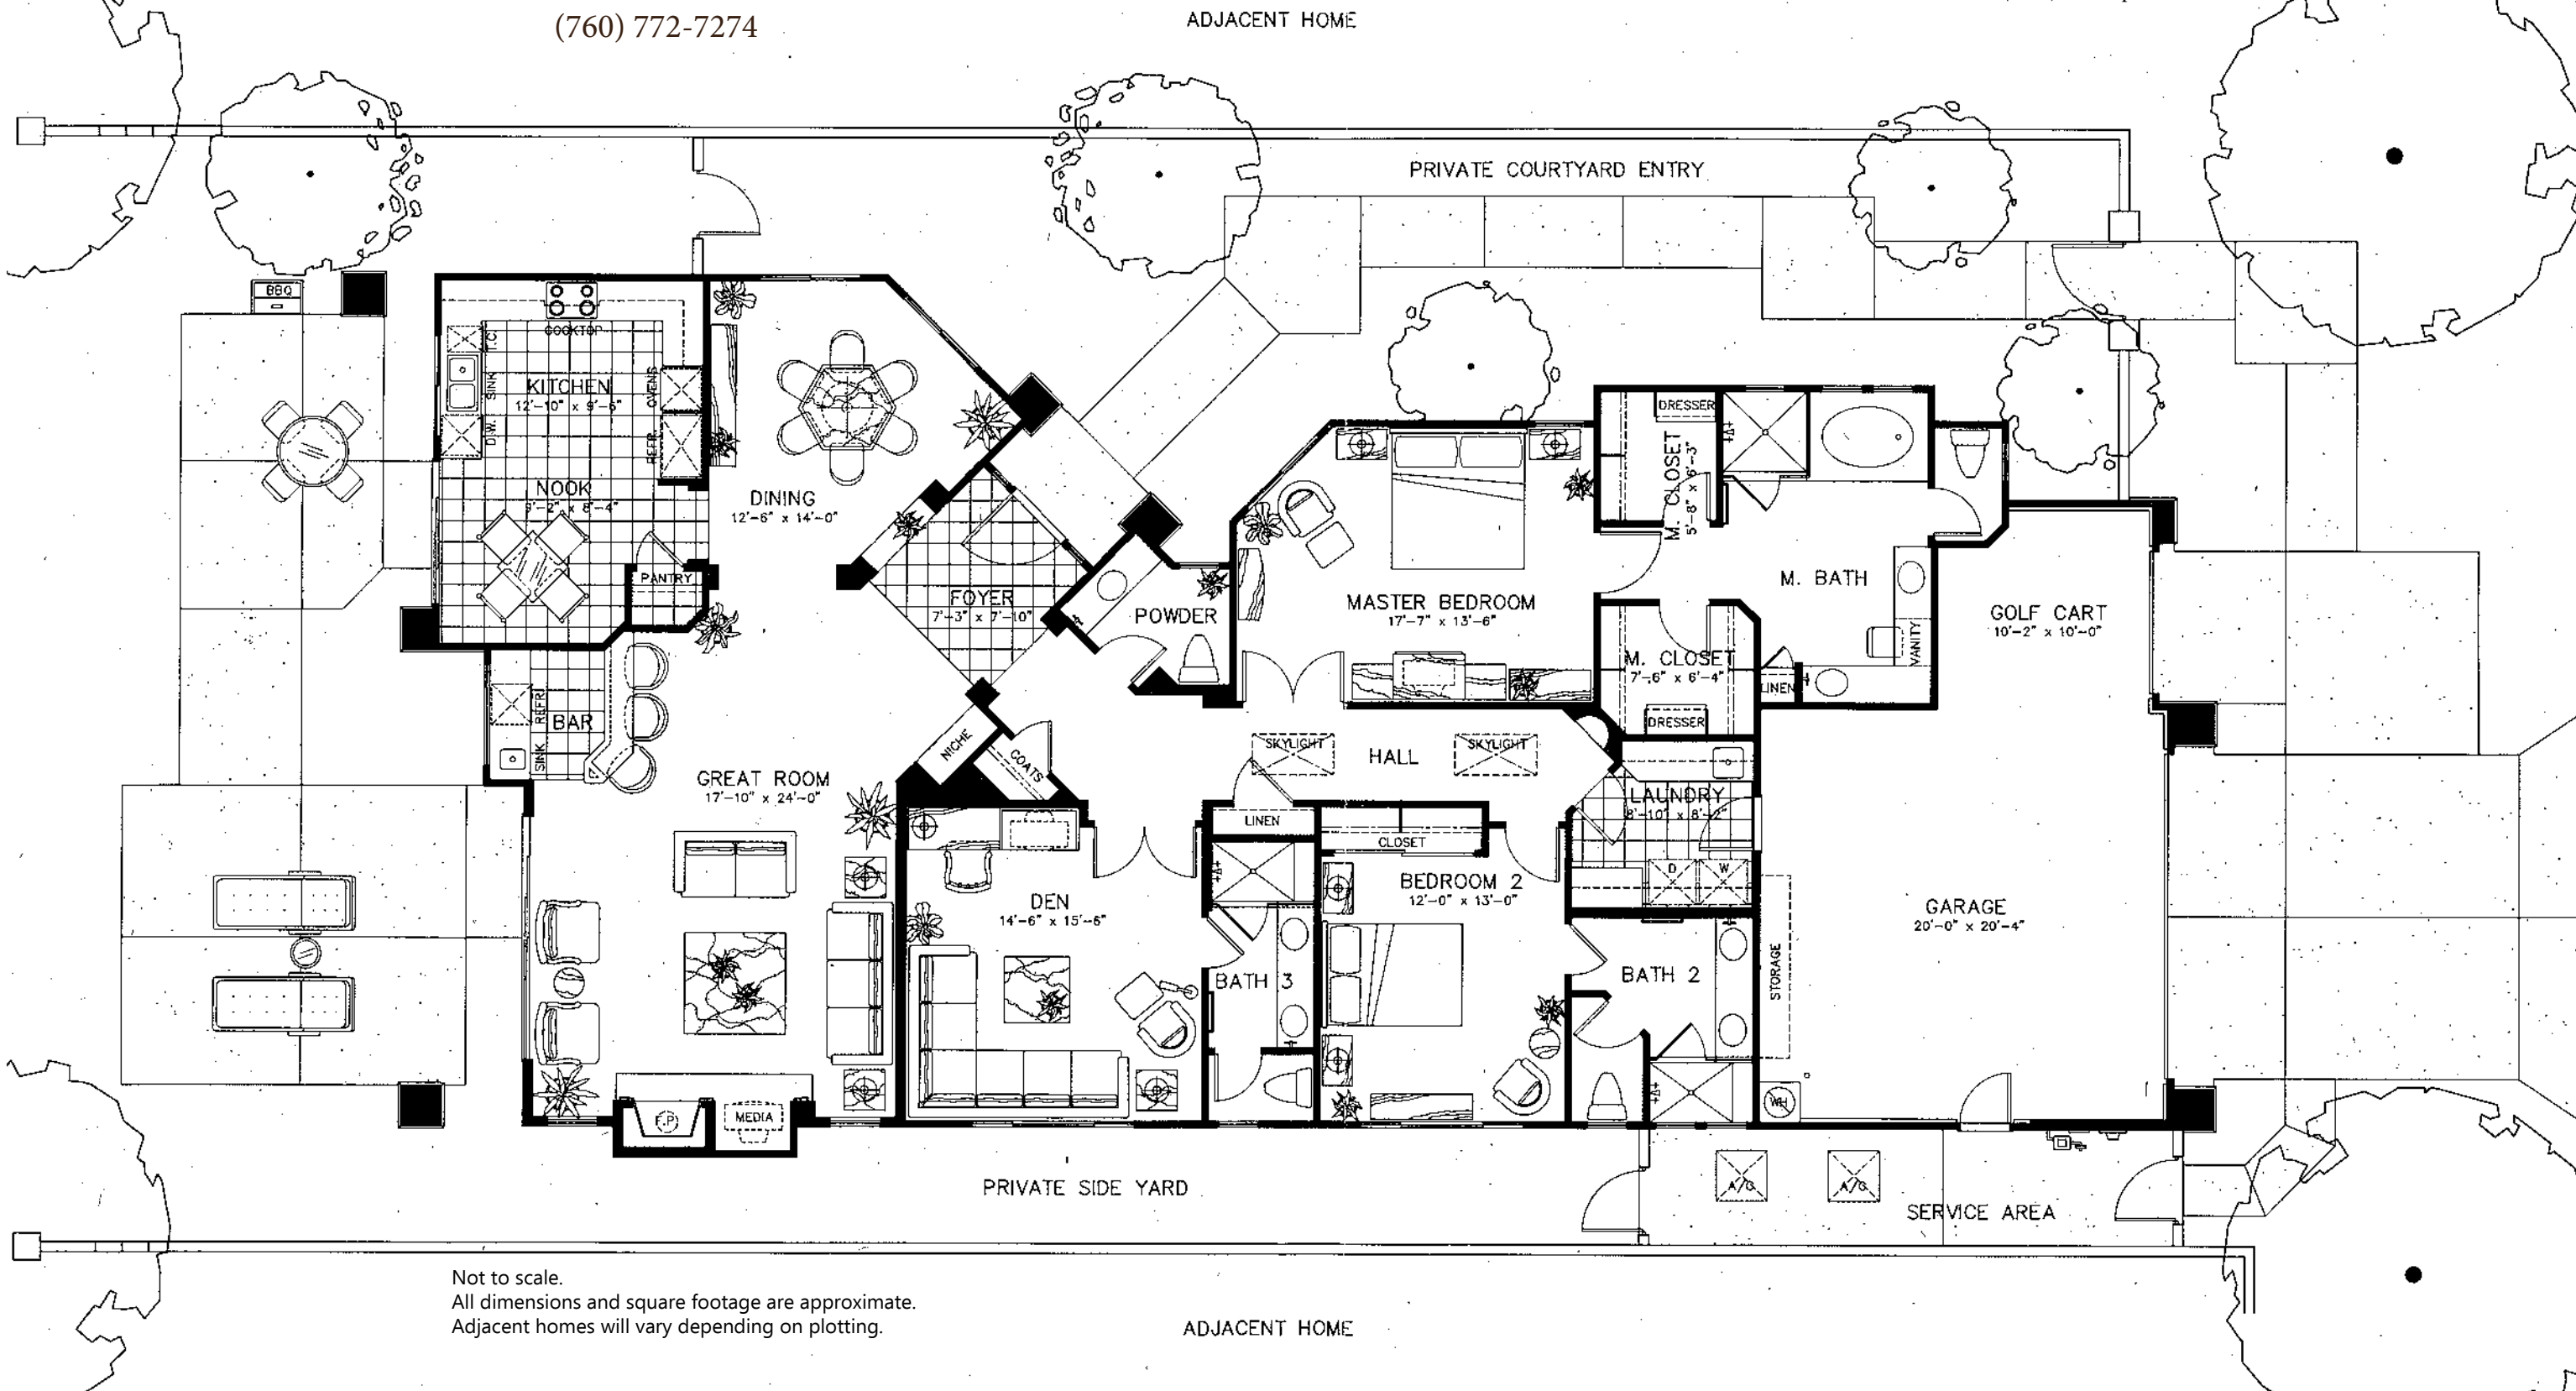 (760) 772-7274
ADJACENT HOME
PRIVATE COURTYARD ENTRY
BBQ
COOKTOP
T.C.
SINK
D.W.
KITCHEN
12'-10" x 9'-6"
OVENS
REFR.
NOOK
9'-2" x 8'-4"
PANTRY
DINING
12'-6" x 14'-0"
FOYER
7'-3" x 7'-10"
POWDER
MASTER BEDROOM
17'-7" x 13'-6"
DRESSER
M. CLOSET
5'-8" x 6'-3"
M. BATH
VANITY
LINEN
M. CLOSET
7'-6" x 6'-4"
DRESSER
GOLF CART
10'-2" x 10'-0"
REFR
BAR
SINK
NICHE
COATS
GREAT ROOM
17'-10" x 24'-0"
SKYLIGHT
HALL
SKYLIGHT
LAUNDRY
8'-10" x 8'-2"
D
W
LINEN
CLOSET
DEN
14'-6" x 15'-6"
BEDROOM 2
12'-0" x 13'-0"
GARAGE
20'-0" x 20'-4"
BATH 3
BATH 2
STORAGE
WH
F.P.
MEDIA
PRIVATE SIDE YARD
A/C
A/C
SERVICE AREA
Not to scale.
All dimensions and square footage are approximate.
Adjacent homes will vary depending on plotting.
ADJACENT HOME